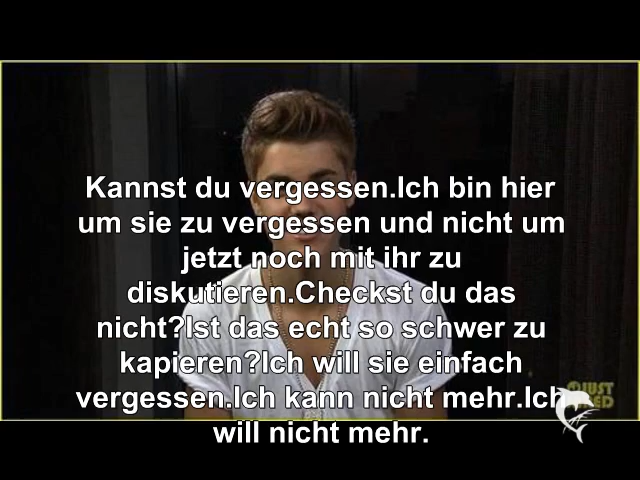 Kannst du vergessen.Ich bin hier
um sie zu vergessen und nicht um
jetzt noch mit ihr zu
diskutieren.Checkst du das
nicht?Ist das echt so schwer zu
kapieren?Ich will sie einfach
vergessen.Ich kann nicht mehr.Ich
will nicht mehr.
JUST